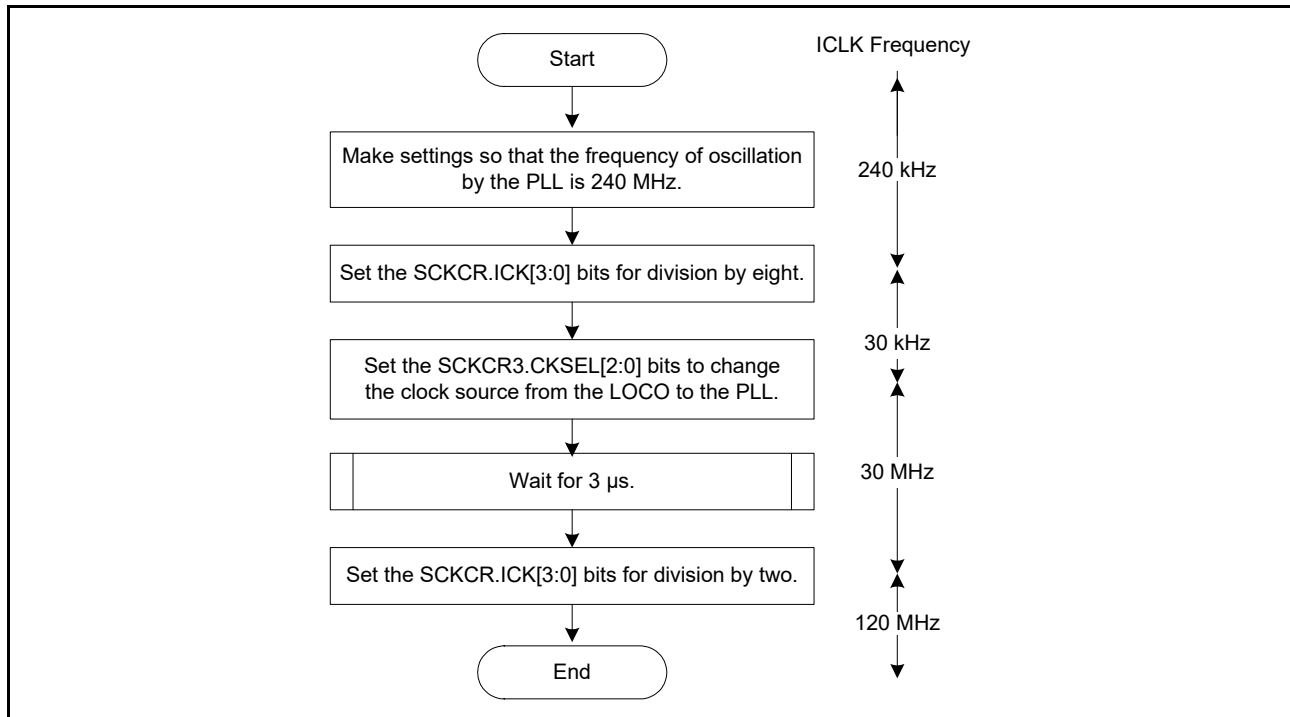 Start
ICLK Frequency
Make settings so that the frequency of oscillation
by the PLL is 240 MHz.
240 kHz
Set the SCKCR.ICK[3:0] bits for division by eight.
30 kHz
Set the SCKCR3.CKSEL[2:0] bits to change
the clock source from the LOCO to the PLL.
Wait for 3 µs.
30 MHz
Set the SCKCR.ICK[3:0] bits for division by two.
120 MHz
End